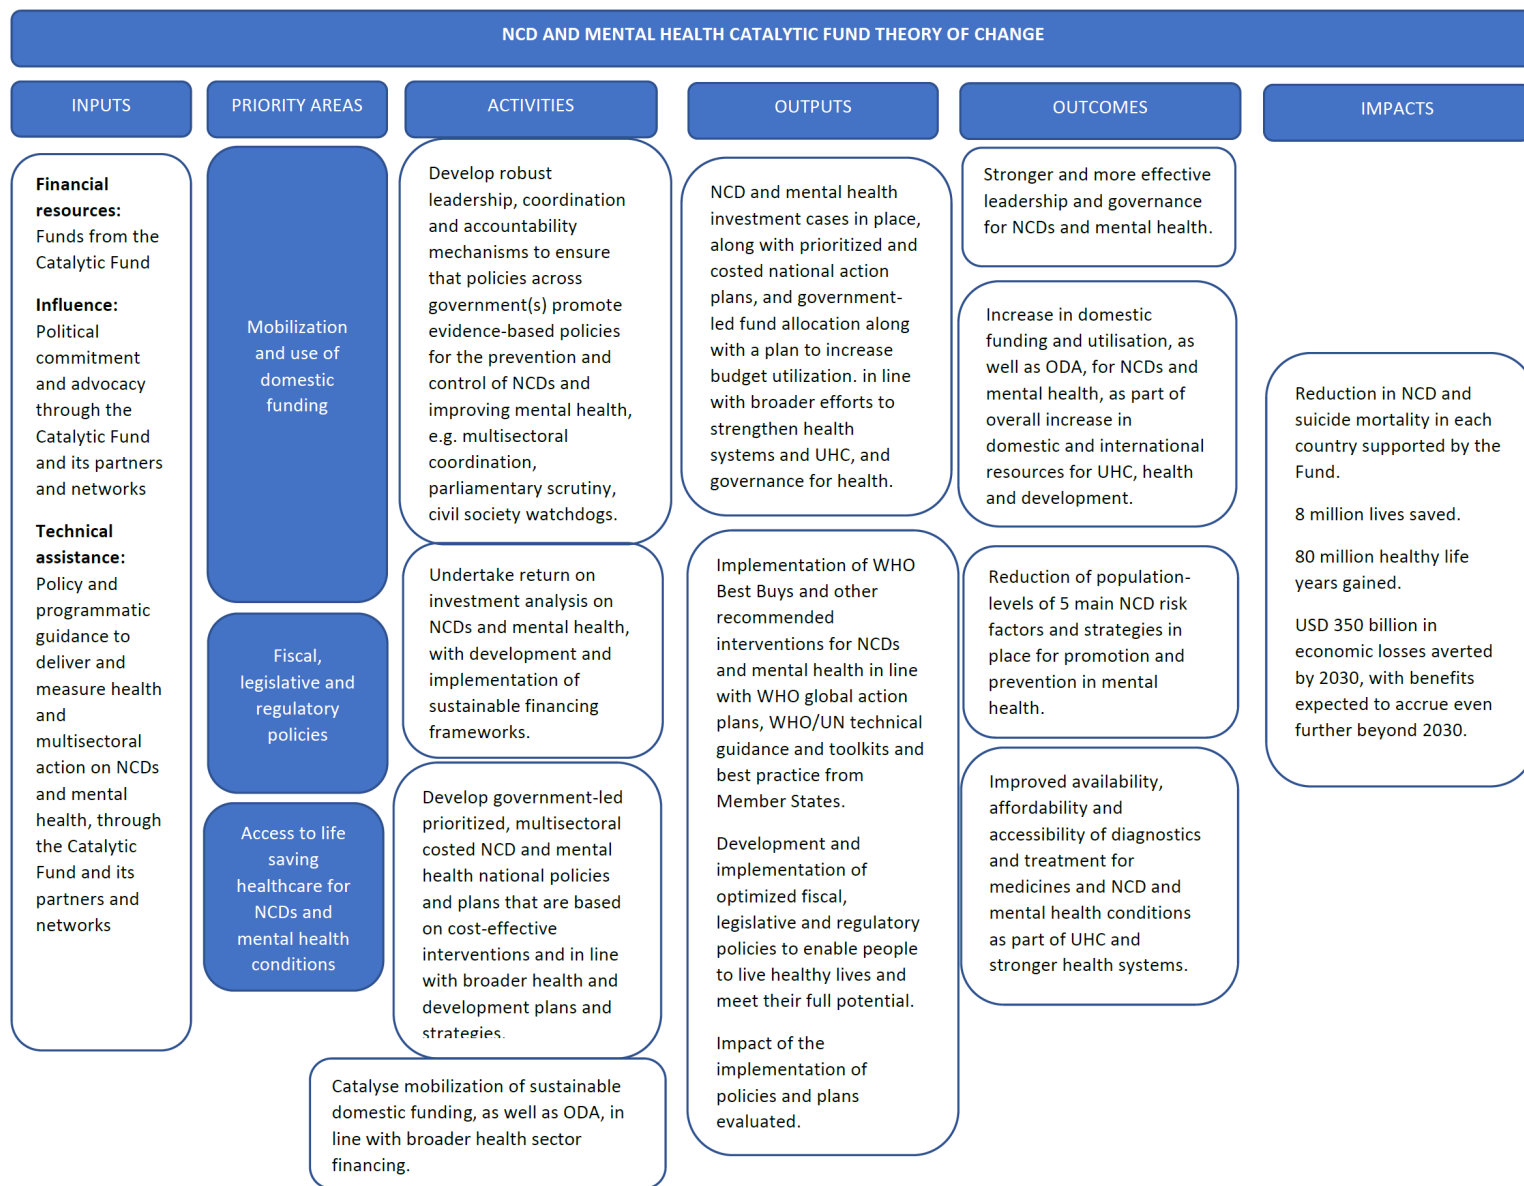 NCD AND MENTAL HEALTH CATALYTIC FUND THEORY OF CHANGE
INPUTS
PRIORITY AREAS
ACTIVITIES
OUTPUTS
OUTCOMES
IMPACTS
Financial
resources:
Funds from the
Catalytic Fund
Influence:
Political
commitment
and advocacy
through the
Catalytic Fund
and its partners
and networks
Technical
assistance:
Policy and
programmatic
guidance to
deliver and
measure health
and
multisectoral
action on NCDs
and mental
health, through
the Catalytic
Fund and its
partners and
networks
Mobilization
and use of
domestic
funding
Fiscal,
legislative and
regulatory
policies
Access to life
saving
healthcare for
NCDs and
mental health
conditions
Develop robust
leadership, coordination
and accountability
mechanisms to ensure
that policies across
government(s) promote
evidence-based policies
for the prevention and
control of NCDs and
improving mental health,
e.g. multisectoral
coordination,
parliamentary scrutiny,
civil society watchdogs.
Undertake return on
investment analysis on
NCDs and mental health,
with development and
implementation of
sustainable financing
frameworks.
Develop government-led
prioritized, multisectoral
costed NCD and mental
health national policies
and plans that are based
on cost-effective
interventions and in line
with broader health and
development plans and
strategies.
Catalyse mobilization of sustainable
domestic funding, as well as ODA, in
line with broader health sector
financing.
NCD and mental health
investment cases in place,
along with prioritized and
costed national action
plans, and government-
led fund allocation along
with a plan to increase
budget utilization. in line
with broader efforts to
strengthen health
systems and UHC, and
governance for health.
Implementation of WHO
Best Buys and other
recommended
interventions for NCDs
and mental health in line
with WHO global action
plans, WHO/UN technical
guidance and toolkits and
best practice from
Member States.
Development and
implementation of
optimized fiscal,
legislative and regulatory
policies to enable people
to live healthy lives and
meet their full potential.
Impact of the
implementation of
policies and plans
evaluated.
Stronger and more effective
leadership and governance
for NCDs and mental health.
Increase in domestic
funding and utilisation, as
well as ODA, for NCDs and
mental health, as part of
overall increase in
domestic and international
resources for UHC, health
and development.
Reduction of population-
levels of 5 main NCD risk
factors and strategies in
place for promotion and
prevention in mental
health.
Improved availability,
affordability and
accessibility of diagnostics
and treatment for
medicines and NCD and
mental health conditions
as part of UHC and
stronger health systems.
Reduction in NCD and
suicide mortality in each
country supported by the
Fund.
8 million lives saved.
80 million healthy life
years gained.
USD 350 billion in
economic losses averted
by 2030, with benefits
expected to accrue even
further beyond 2030.